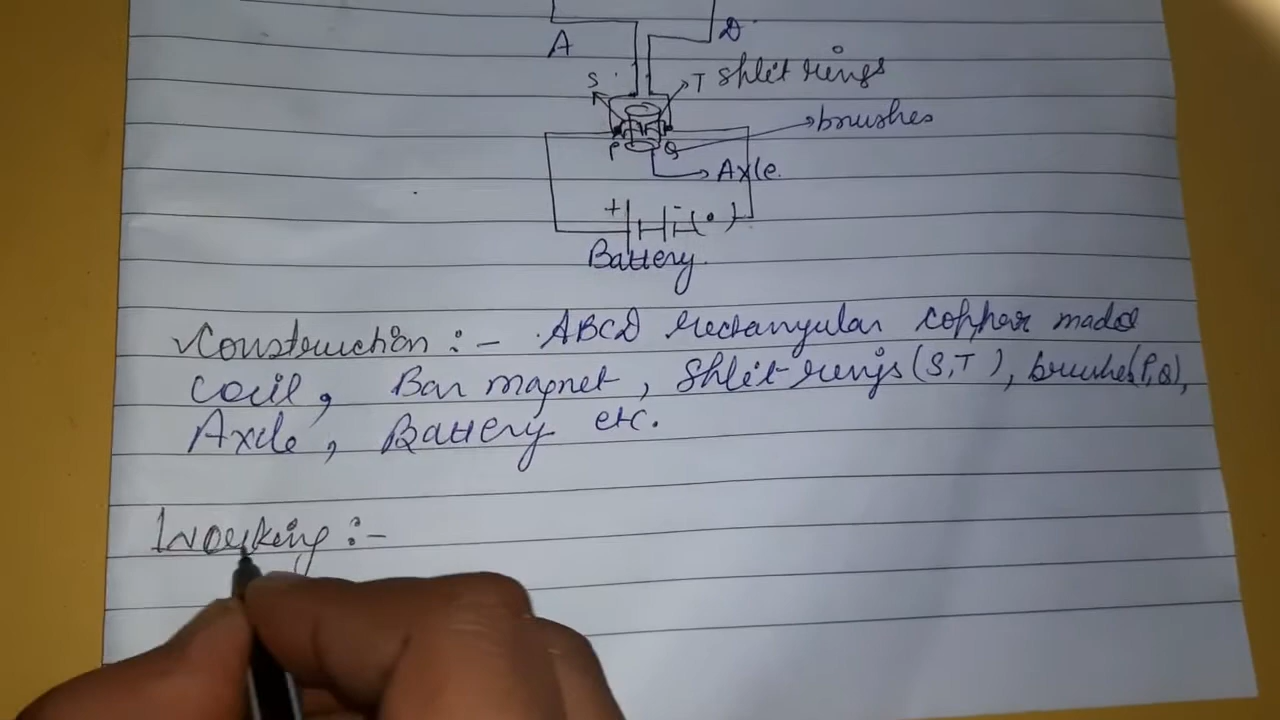 A
D
S
T Split rings
brushes
P
Q
Axle
+ - ( • )
Battery
Construction :- ABCD rectangular copper made
coil, Bar magnet, Split rings (S,T), brushes(P,Q),
Axle, Battery etc.
Working :-